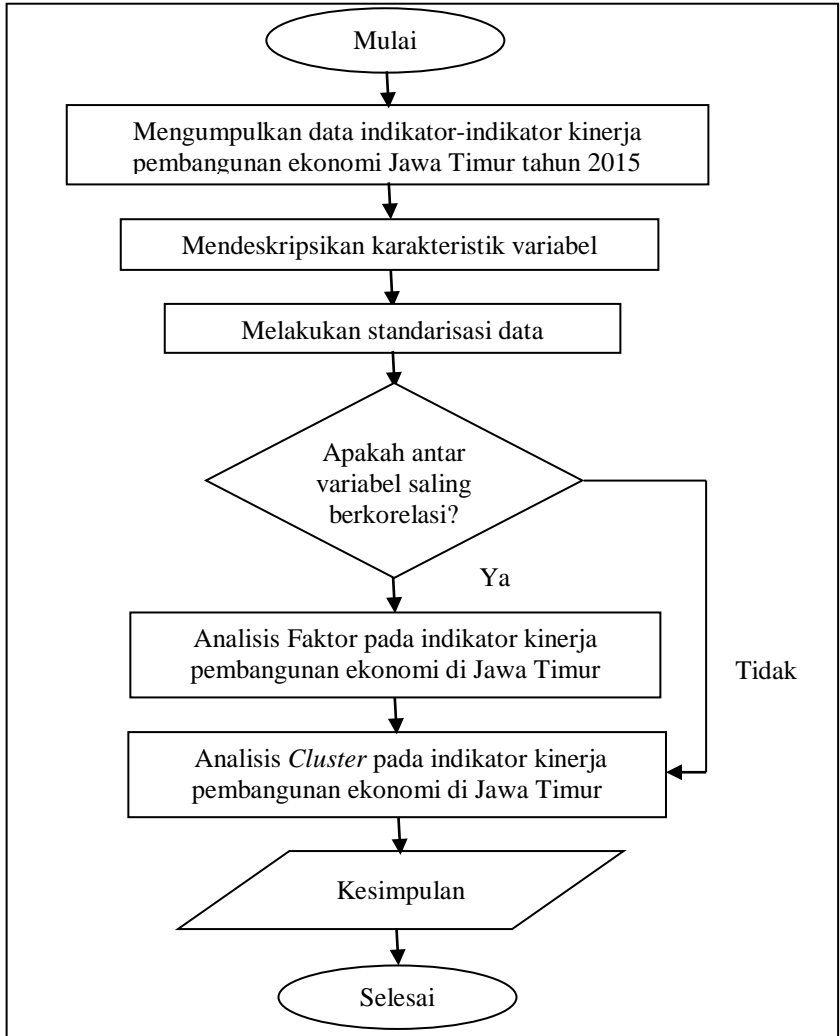 Mulai
Mengumpulkan data indikator-indikator kinerja
pembangunan ekonomi Jawa Timur tahun 2015
Mendeskripsikan karakteristik variabel
Melakukan standarisasi data
Apakah antar
variabel saling
berkorelasi?
Ya
Analisis Faktor pada indikator kinerja
pembangunan ekonomi di Jawa Timur
Tidak
Analisis Cluster pada indikator kinerja
pembangunan ekonomi di Jawa Timur
Kesimpulan
Selesai